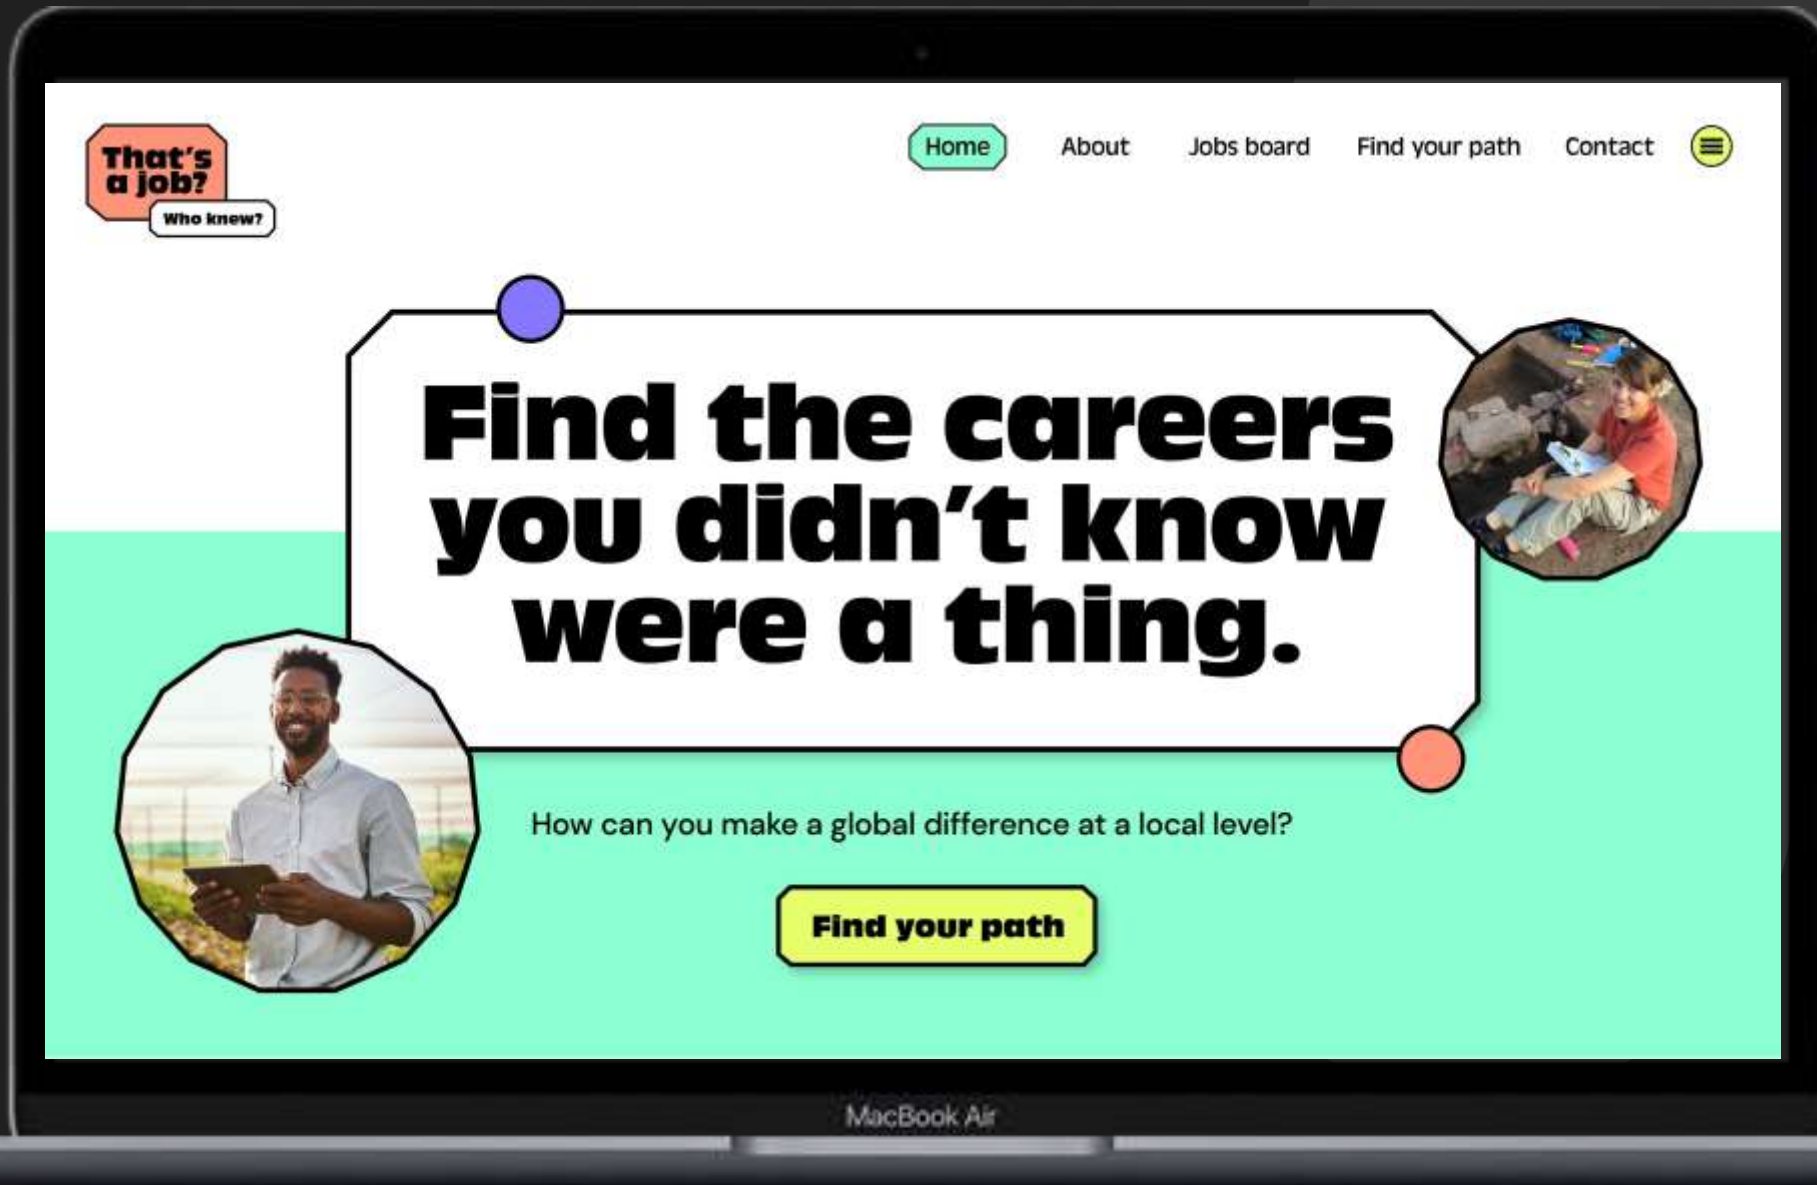 That's
a job?
Who knew?
Home About Jobs board Find your path Contact
Find the careers
you didn't know
were a thing.
How can you make a global difference at a local level?
Find your path
MacBook Air